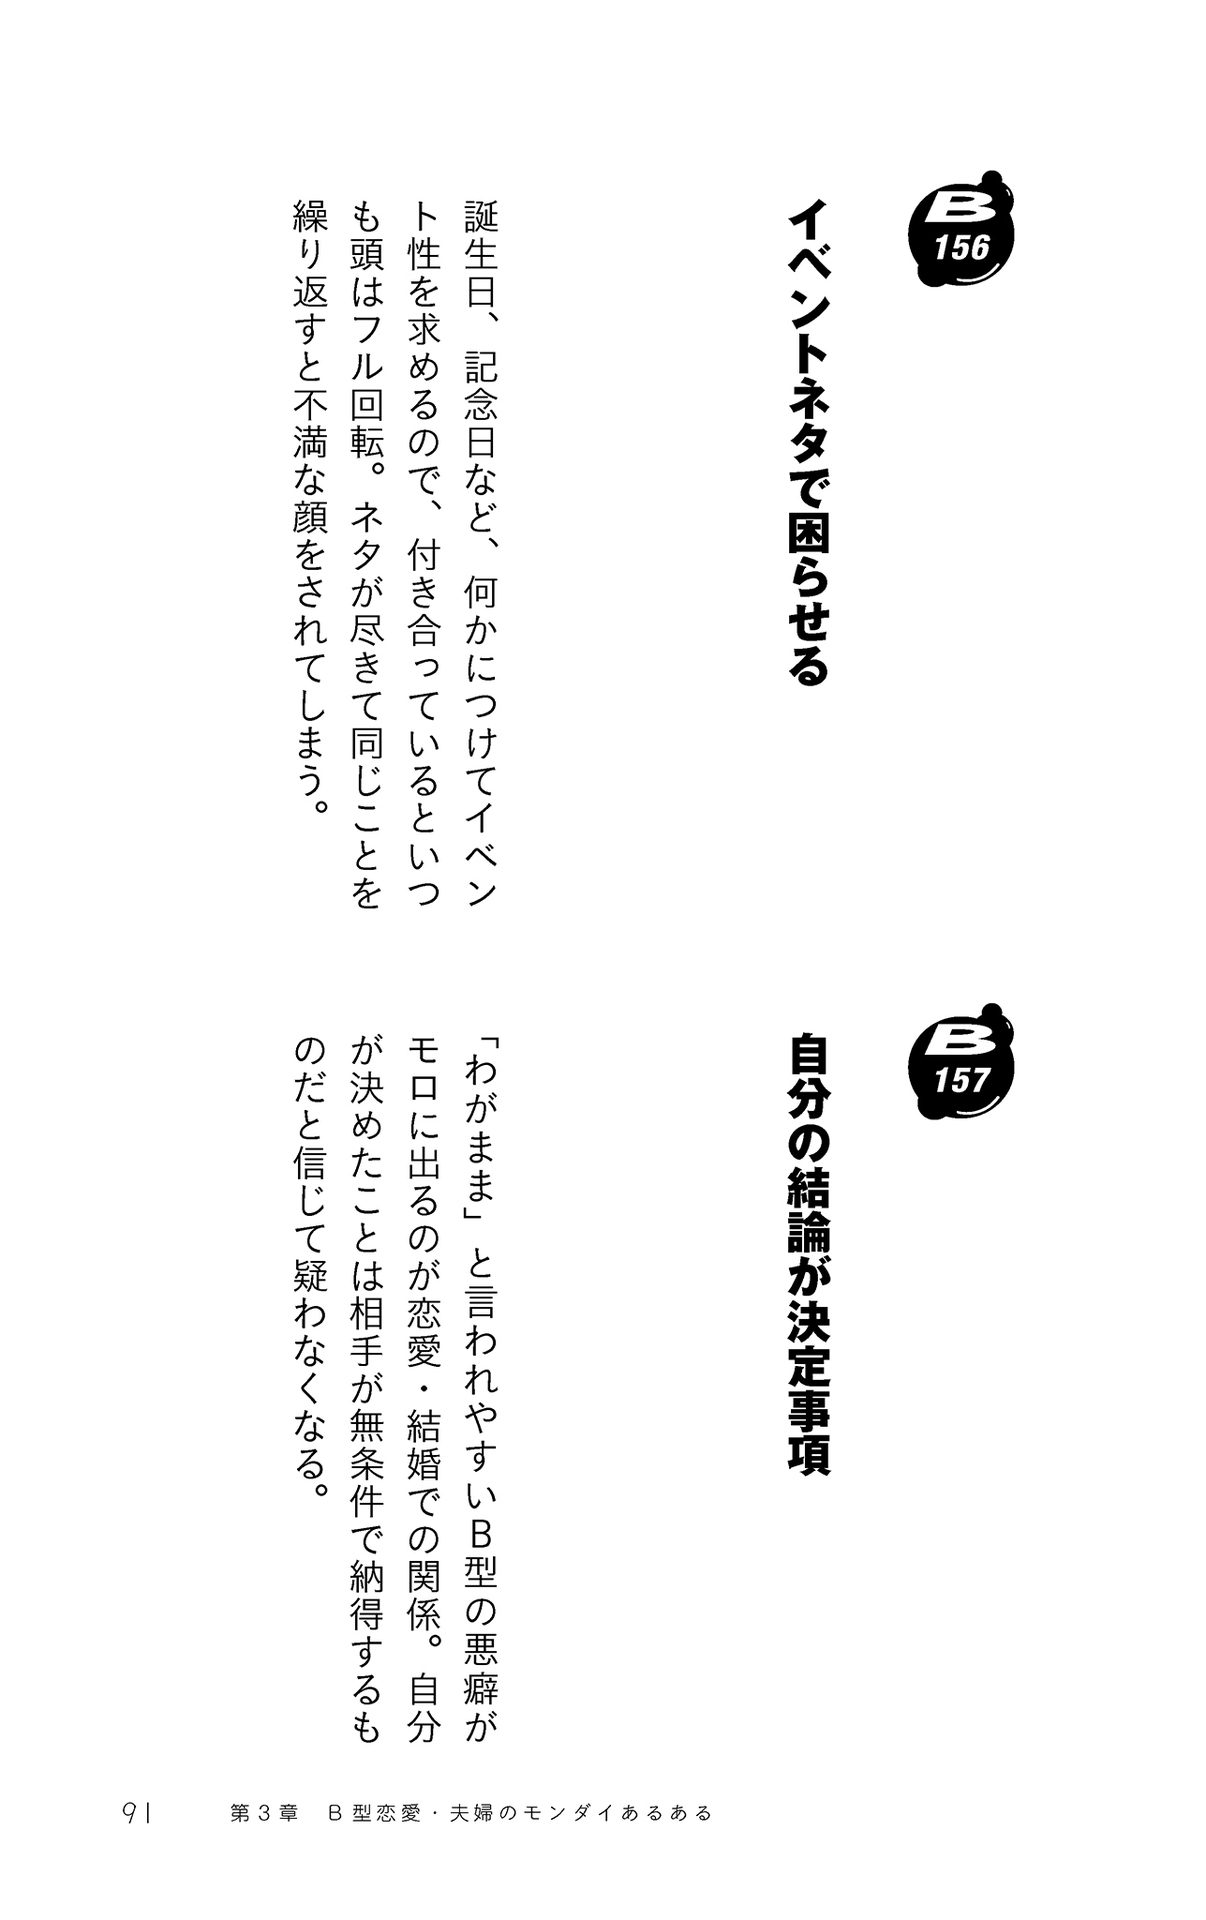 B
156
イベントネタで困らせる
誕生日、記念日など、何かにつけてイベン
ト性を求めるので、付き合っているといつ
も頭はフル回転。ネタが尽きて同じことを
繰り返すと不満な顔をされてしまう。
B
157
自分の結論が決定事項
「わがまま」と言われやすいB型の悪癖が
モロに出るのが恋愛・結婚での関係。自分
が決めたことは相手が無条件で納得するも
のだと信じて疑わなくなる。
91 第3章 B型恋愛・夫婦のモンダイあるある